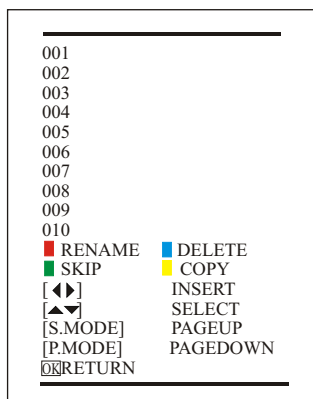 001
002
003
004
005
006
007
008
009
010
RENAME DELETE
SKIP COPY
[◀▶] INSERT
[▲▼] SELECT
[S.MODE] PAGEUP
[P.MODE] PAGEDOWN
OK RETURN